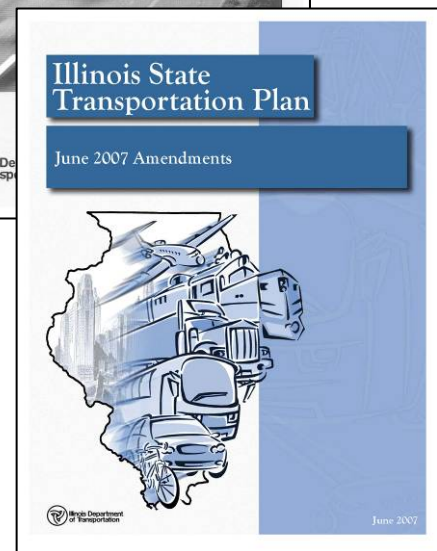 Illinois State
Transportation Plan
June 2007 Amendments
Illinois Department
of Transportation
June 2007